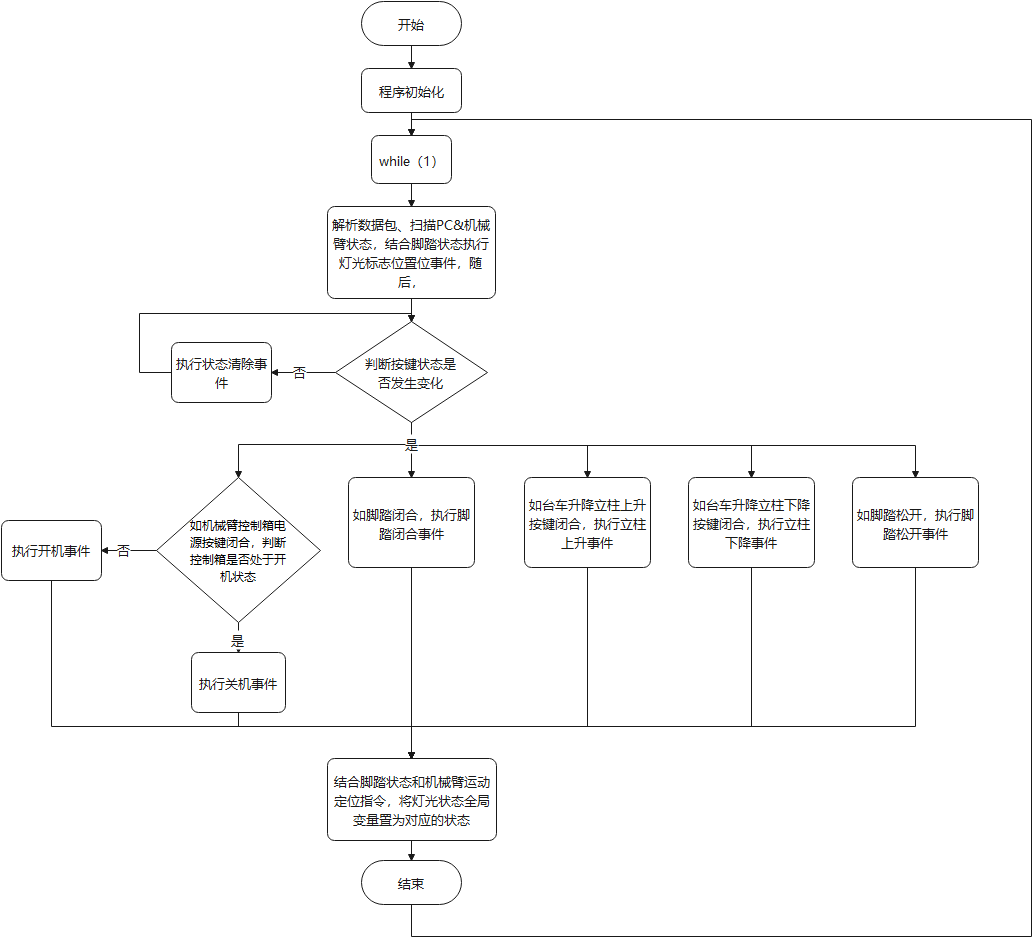 开始
程序初始化
while（1）
解析数据包、扫描PC&机械
臂状态，结合脚踏状态执行
灯光标志位置位事件，随
后，
判断按键状态是
否发生变化
否
执行状态清除事
件
是
如机械臂控制箱电
源按键闭合，判断
控制箱是否处于开
机状态
否
执行开机事件
是
执行关机事件
如脚踏闭合，执行脚
踏闭合事件
如台车升降立柱上升
按键闭合，执行立柱
上升事件
如台车升降立柱下降
按键闭合，执行立柱
下降事件
如脚踏松开，执行脚
踏松开事件
结合脚踏状态和机械臂运动
定位指令，将灯光状态全局
变量置为对应的状态
结束